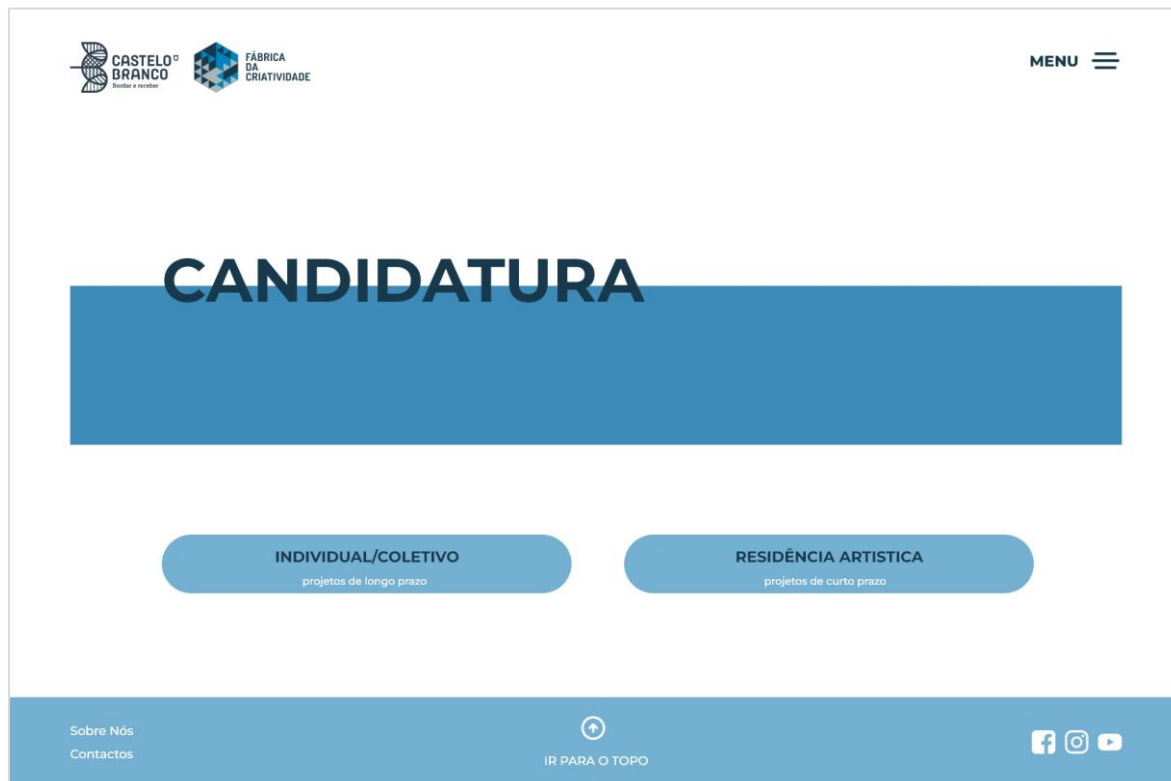 CASTELO
BRANCO
Bordar e receber
FÁBRICA
DA
CRIATIVIDADE
MENU
CANDIDATURA
INDIVIDUAL/COLETIVO
projetos de longo prazo
RESIDÊNCIA ARTISTICA
projetos de curto prazo
Sobre Nós
Contactos
IR PARA O TOPO